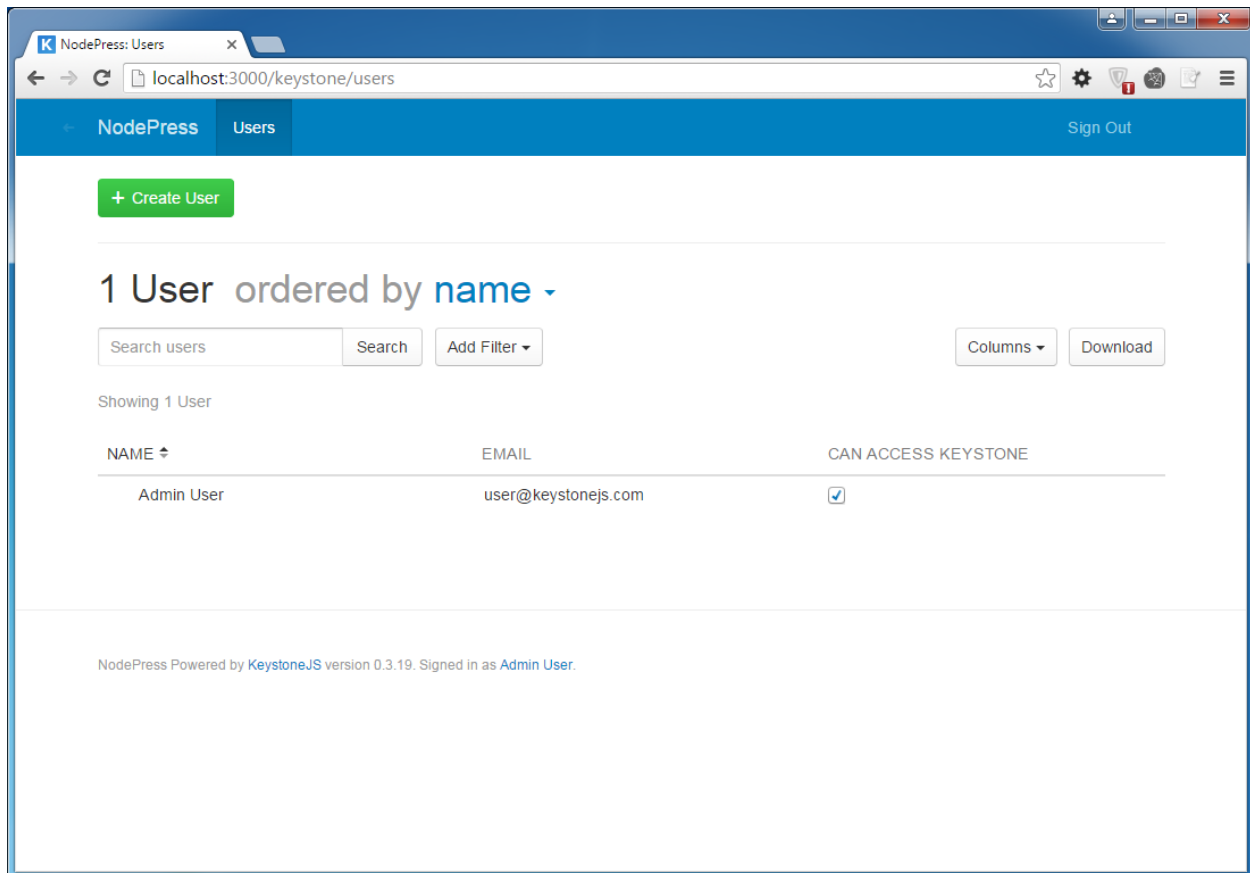 NodePress: Users
localhost:3000/keystone/users
NodePress Users Sign Out
+ Create User
1 User ordered by name
Search users Search Add Filter Columns Download
Showing 1 User
NAME EMAIL CAN ACCESS KEYSTONE
Admin User user@keystonejs.com
NodePress Powered by KeystoneJS version 0.3.19. Signed in as Admin User.